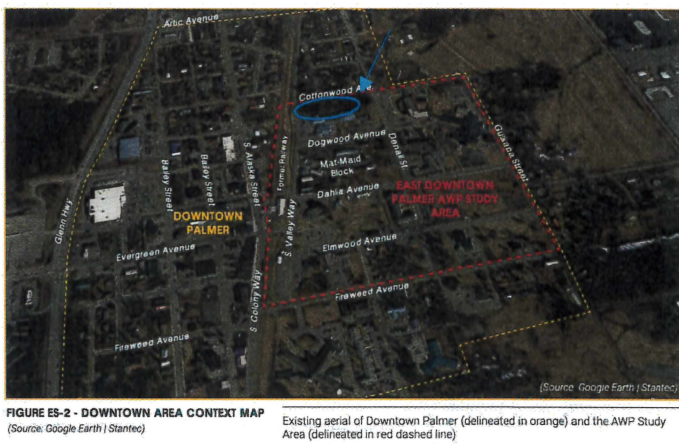 Artic Avenue
Cottonwood Ave
Dogwood Avenue
Denali St
Gulkana Street
Former Railway
S. Alaska Street
Bailey Street
Bailey Street
Mat-Maid
Block
Dahlia Avenue
EAST DOWNTOWN
PALMER AWP STUDY
AREA
DOWNTOWN
PALMER
Glenn Hwy
S. Valley Way
Elmwood Avenue
Evergreen Avenue
S Colony Way
Fireweed Avenue
Fireweed Avenue
(Source: Google Earth | Stantec)
FIGURE ES-2 - DOWNTOWN AREA CONTEXT MAP
(Source: Google Earth | Stantec)
Existing aerial of Downtown Palmer (delineated in orange) and the AWP Study
Area (delineated in red dashed line)